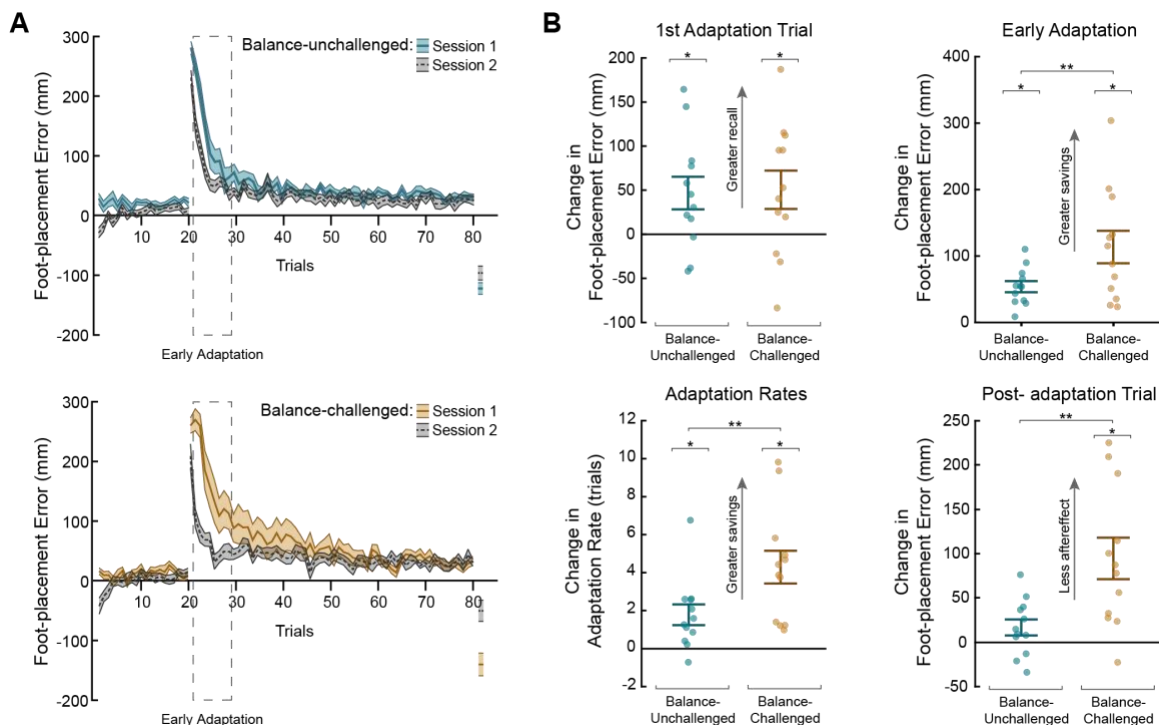 A
Foot-placement Error (mm)
300
200
100
0
-100
-200
10 20 30 40 50 60 70 80
Trials
Balance-unchallenged: Session 1
Session 2
Early Adaptation
Foot-placement Error (mm)
300
200
100
0
-100
-200
10 20 30 40 50 60 70 80
Trials
Balance-challenged: Session 1
Session 2
Early Adaptation
B
1st Adaptation Trial
Change in
Foot-placement Error (mm)
200
150
100
50
0
-50
-100
* *
Greater recall
Balance-
Unchallenged
Balance-
Challenged
Early Adaptation
Change in
Foot-placement Error (mm)
400
300
200
100
0
**
* *
Greater savings
Balance-
Unchallenged
Balance-
Challenged
Adaptation Rates
Change in
Adaptation Rate (trials)
12
10
8
6
4
2
0
-2
**
* *
Greater savings
Balance-
Unchallenged
Balance-
Challenged
Post- adaptation Trial
Change in
Foot-placement Error (mm)
250
200
150
100
50
0
-50
**
*
Less aftereffect
Balance-
Unchallenged
Balance-
Challenged